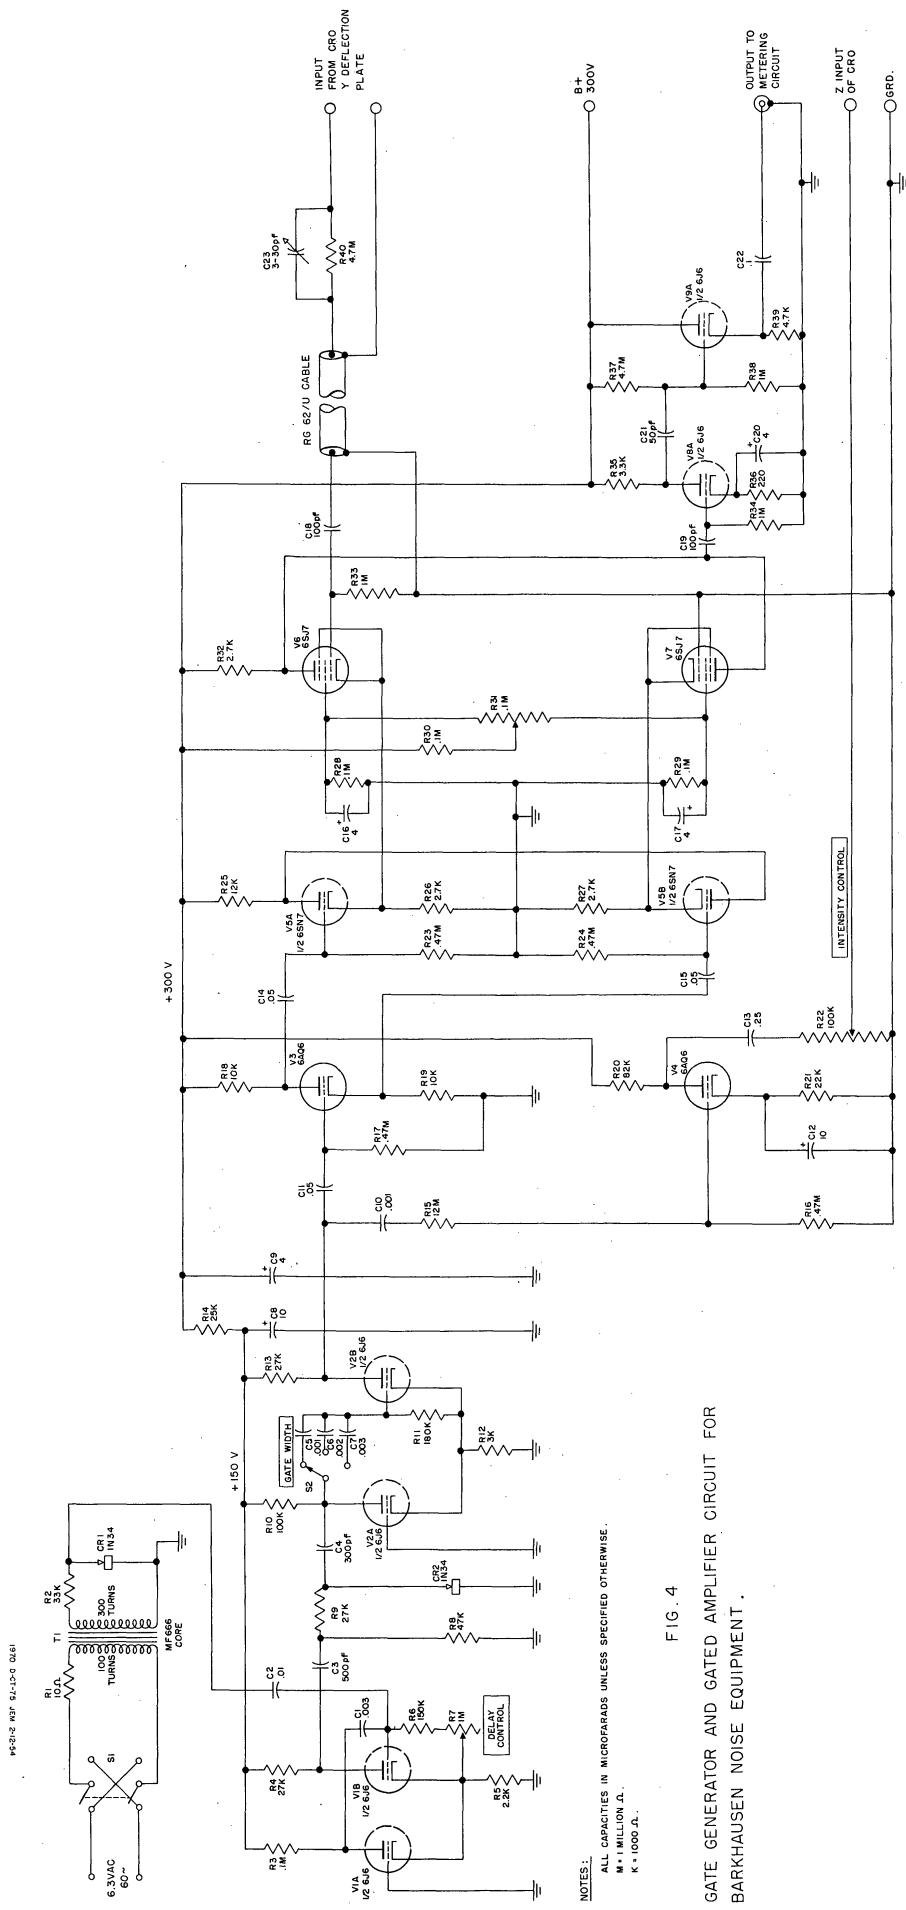 6.3VAC
60~
S1
R1
10Ω
T1
100
TURNS
300
TURNS
MF666
CORE
R2
33K
CR1
1N34
+150 V
+300 V
R3
.1M
R4
27K
V1A
1/2 6J6
V1B
1/2 6J6
C1
.003
C2
.01
R6
150K
R7
1M
DELAY
CONTROL
R5
2.2K
C3
500pf
R8
47K
R9
27K
CR2
1N34
C4
300pf
R10
100K
S2
GATE WIDTH
C5
.001
C6
.002
C7
.003
V2A
1/2 6J6
V2B
1/2 6J6
R11
180K
R12
3K
R13
27K
R14
25K
+
C8
10
+
C9
4
C10
.001
R15
12M
R16
.47M
C11
.05
R17
.47M
R18
10K
V3
6AQ6
R19
10K
R20
82K
V4
6AQ6
R21
22K
+
C12
10
C13
.25
R22
100K
INTENSITY CONTROL
C14
.05
C15
.05
R23
.47M
R24
.47M
R25
12K
V5A
1/2 6SN7
R26
2.7K
R27
2.7K
V5B
1/2 6SN7
+
C16
4
R28
.1M
C17
4
+
R29
.1M
R30
.1M
R31
.1M
R32
2.7K
V6
6SJ7
V7
6SJ7
R33
1M
C18
100pf
C19
100pf
R34
1M
R35
3.3K
V8A
1/2 6J6
R36
220
+
C20
4
C21
50pf
R37
4.7M
R38
1M
V9A
1/2 6J6
R39
4.7K
C22
.1
RG 62/U CABLE
C23
3-30pf
R40
4.7M
INPUT
FROM CRO
Y DEFLECTION
PLATE
B+
300V
OUTPUT TO
METERING
CIRCUIT
Z INPUT
OF CRO
GRD.
NOTES:
ALL CAPACITIES IN MICROFARADS UNLESS SPECIFIED OTHERWISE.
M = 1 MILLION Ω.
K = 1000 Ω.
FIG. 4
GATE GENERATOR AND GATED AMPLIFIER CIRCUIT FOR
BARKHAUSEN NOISE EQUIPMENT.
1970 D-CT-75 JEM 2-12-54